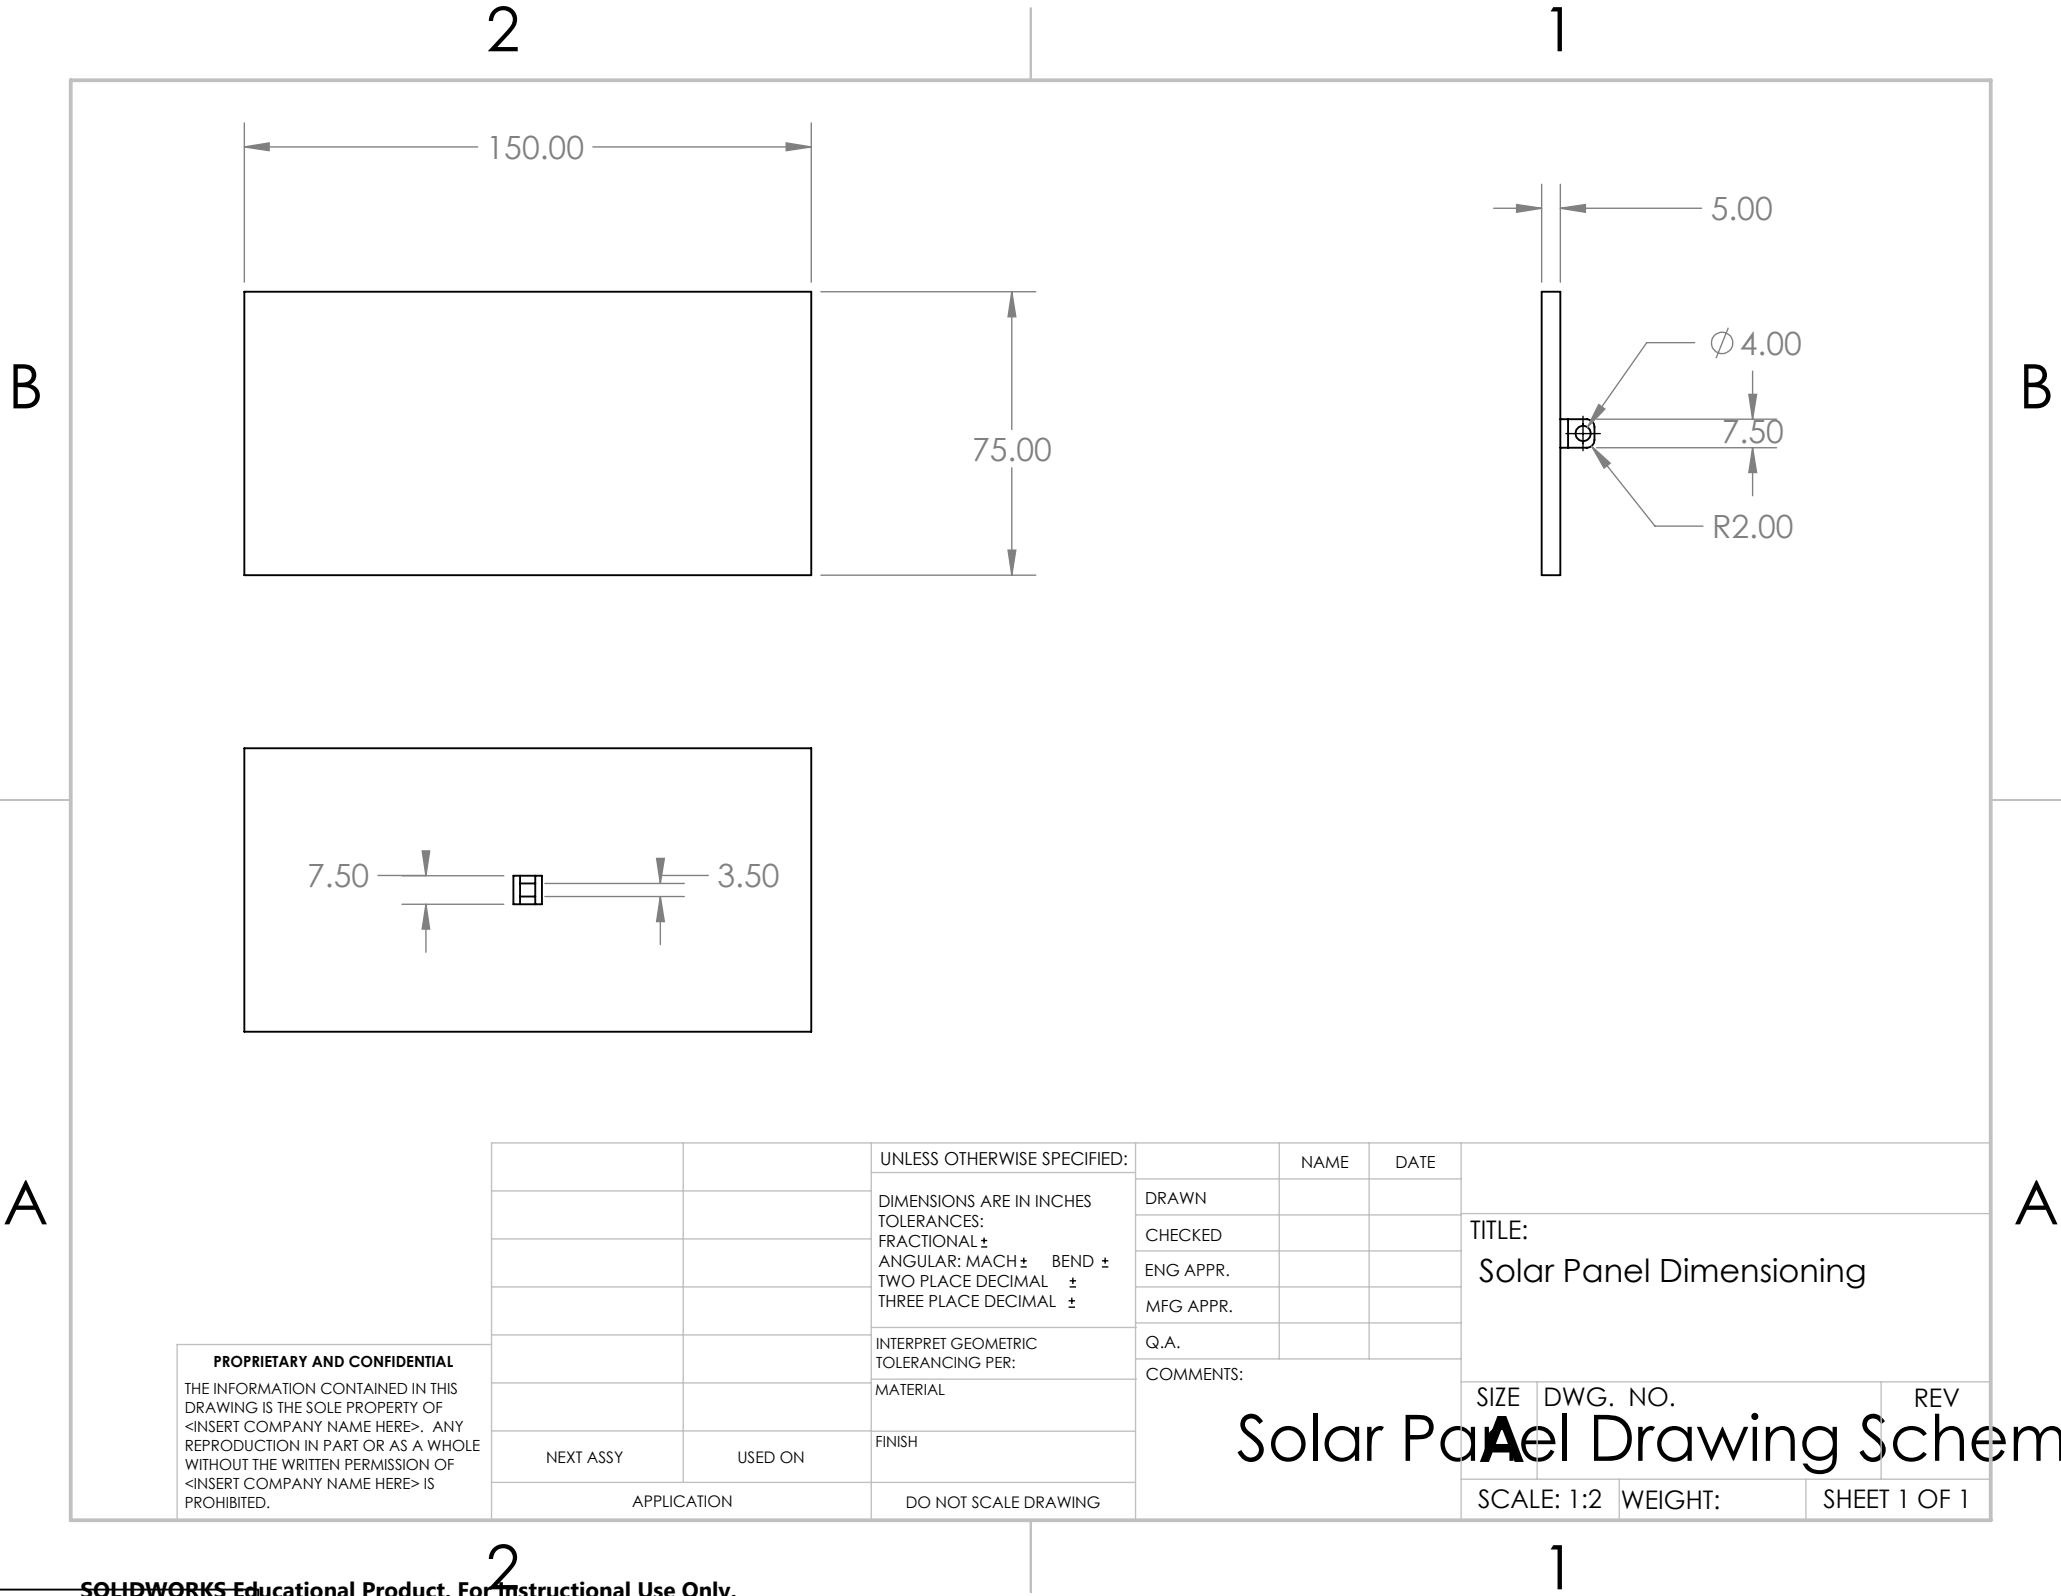 2
1
150.00
5.00
⌀4.00
B
B
7.50
75.00
R2.00
7.50
3.50
A
A
UNLESS OTHERWISE SPECIFIED:
DIMENSIONS ARE IN INCHES
TOLERANCES:
FRACTIONAL ±
ANGULAR: MACH ± BEND ±
TWO PLACE DECIMAL ±
THREE PLACE DECIMAL ±
INTERPRET GEOMETRIC
TOLERANCING PER:
MATERIAL
FINISH
DO NOT SCALE DRAWING
NAME DATE
DRAWN
CHECKED
ENG APPR.
MFG APPR.
Q.A.
COMMENTS:
TITLE:
Solar Panel Dimensioning
SIZE DWG. NO. REV
A
Solar Panel Drawing Schem
SCALE: 1:2 WEIGHT: SHEET 1 OF 1
PROPRIETARY AND CONFIDENTIAL
THE INFORMATION CONTAINED IN THIS
DRAWING IS THE SOLE PROPERTY OF
<INSERT COMPANY NAME HERE>. ANY
REPRODUCTION IN PART OR AS A WHOLE
WITHOUT THE WRITTEN PERMISSION OF
<INSERT COMPANY NAME HERE> IS
PROHIBITED.
NEXT ASSY USED ON
APPLICATION
2
1
SOLIDWORKS Educational Product. For Instructional Use Only.